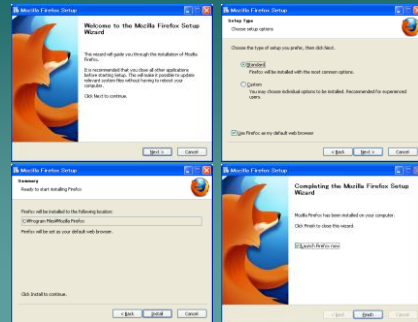 Mozilla Firefox Setup
Welcome to the Mozilla Firefox Setup
Wizard
This wizard will guide you through the installation of Mozilla
Firefox.
It is recommended that you close all other applications
before starting Setup. This will make it possible to update
relevant system files without having to reboot your
computer.
Click Next to continue.
Next >
Cancel
Mozilla Firefox Setup
Setup Type
Choose setup options
Choose the type of setup you prefer, then click Next.
Standard
Firefox will be installed with the most common options.
Custom
You may choose individual options to be installed. Recommended for experienced
users.
Use Firefox as my default web browser
< Back
Next >
Cancel
Mozilla Firefox Setup
Summary
Ready to start installing Firefox
Firefox will be installed to the following location:
C:\Program Files\Mozilla Firefox
Firefox will be set as your default web browser.
Click Install to continue.
< Back
Install
Cancel
Mozilla Firefox Setup
Completing the Mozilla Firefox Setup
Wizard
Mozilla Firefox has been installed on your computer.
Click Finish to close this wizard.
Launch Firefox now
< Back
Finish
Cancel